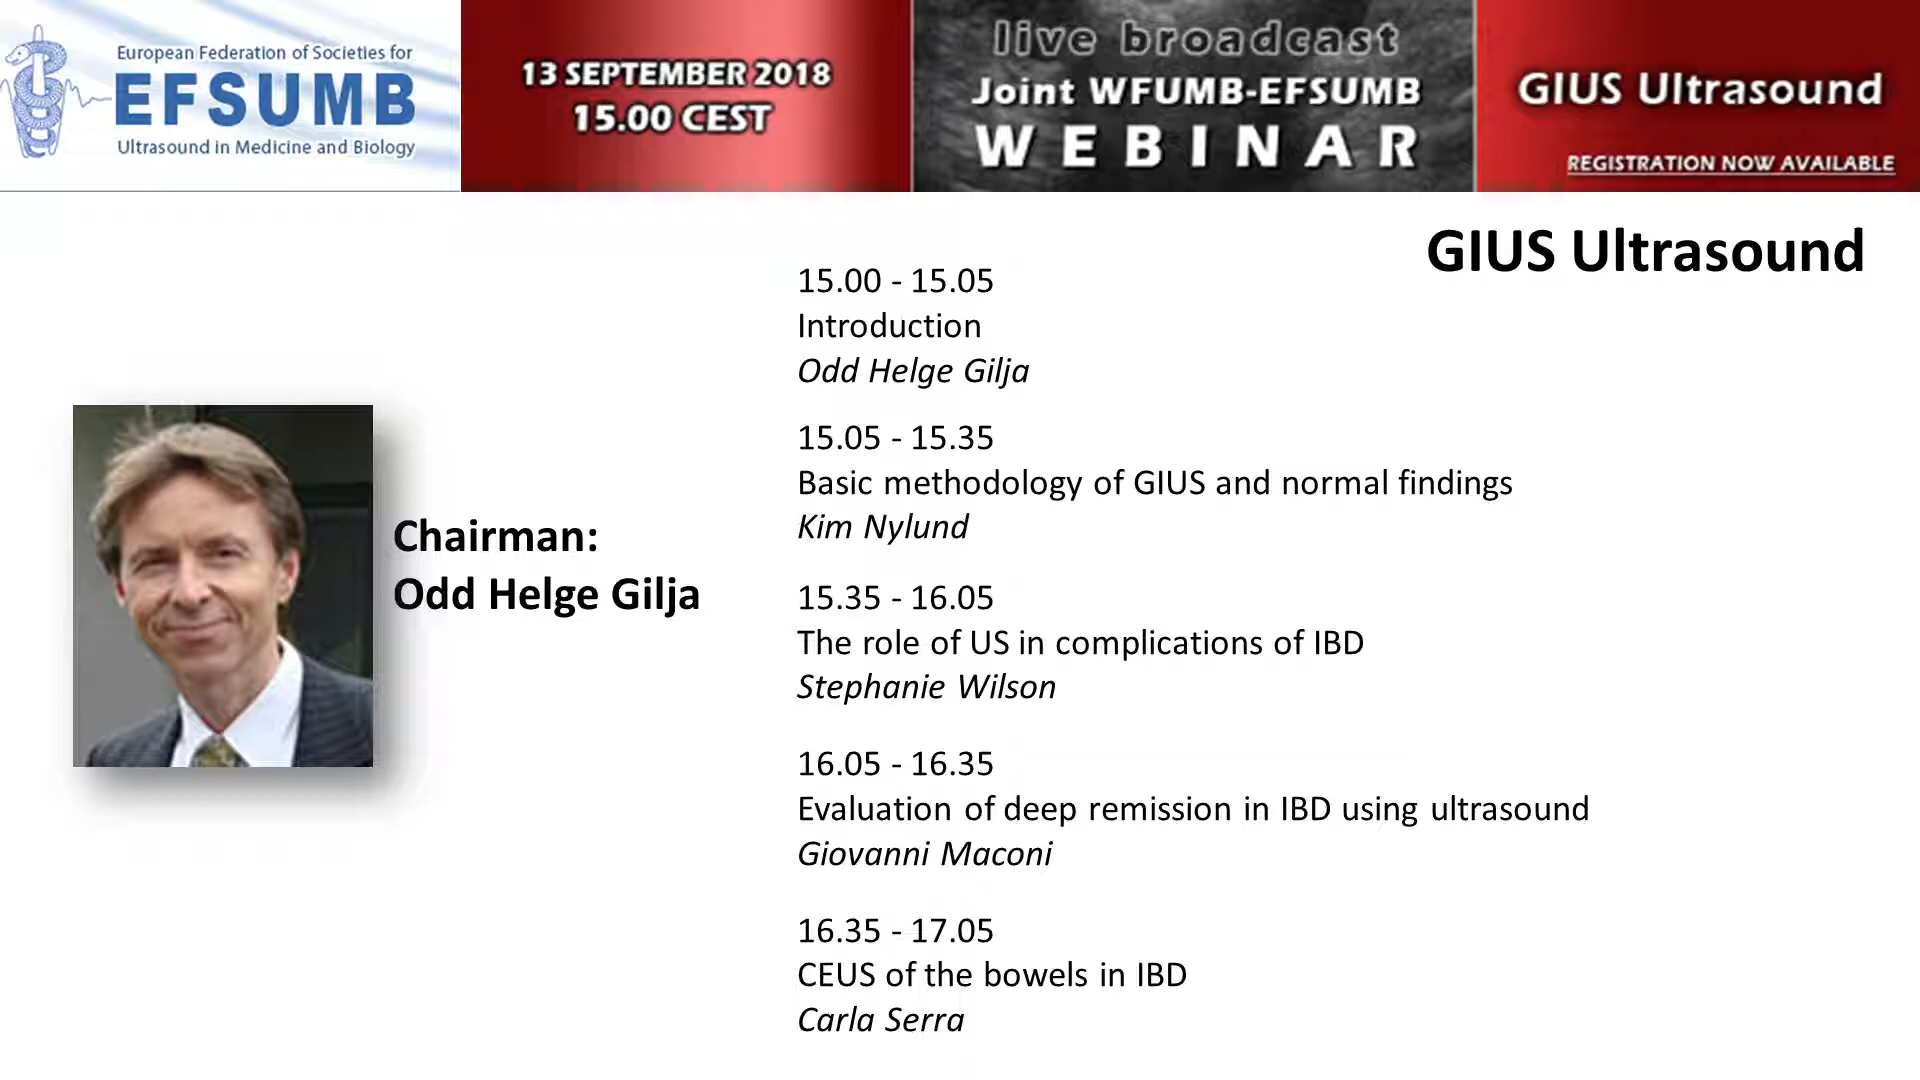 European Federation of Societies for
EFSUMB
Ultrasound in Medicine and Biology
13 SEPTEMBER 2018
15.00 CEST
live broadcast
Joint WFUMB-EFSUMB
WEBINAR
GIUS Ultrasound
REGISTRATION NOW AVAILABLE
GIUS Ultrasound
Chairman:
Odd Helge Gilja
15.00 - 15.05
Introduction
Odd Helge Gilja
15.05 - 15.35
Basic methodology of GIUS and normal findings
Kim Nylund
15.35 - 16.05
The role of US in complications of IBD
Stephanie Wilson
16.05 - 16.35
Evaluation of deep remission in IBD using ultrasound
Giovanni Maconi
16.35 - 17.05
CEUS of the bowels in IBD
Carla Serra